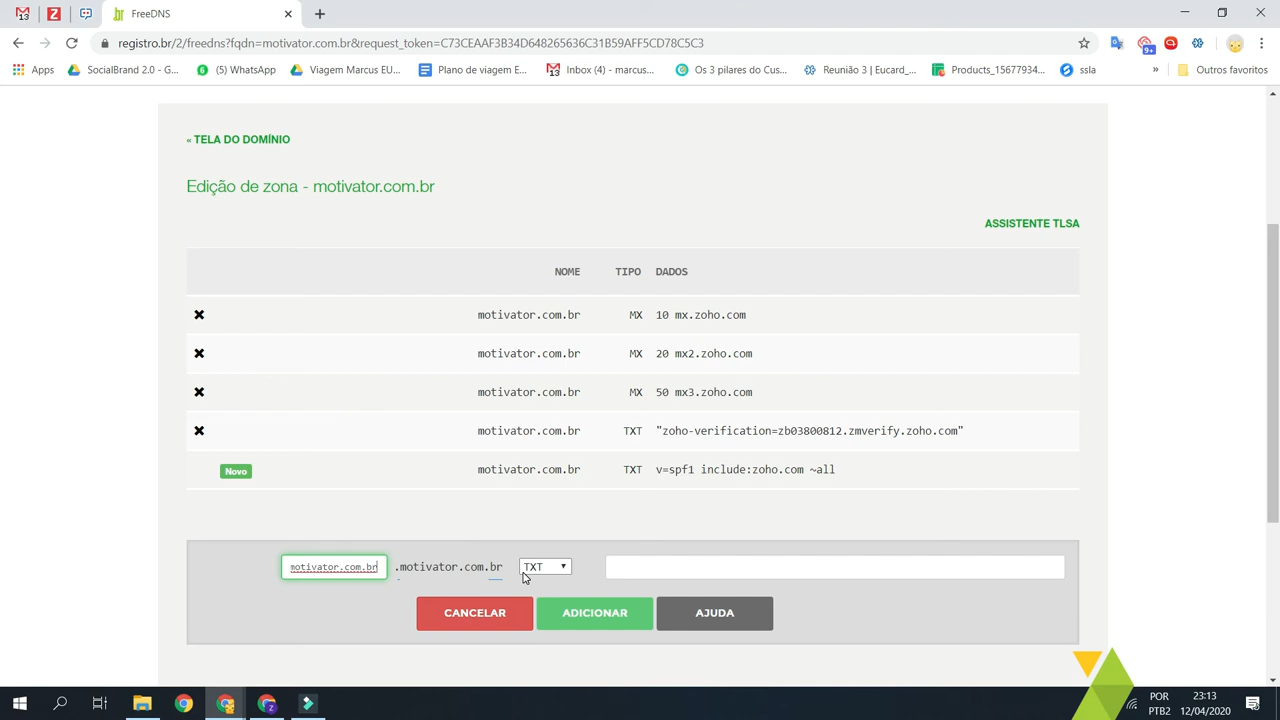 FreeDNS
registro.br/2/freedns?fqdn=motivator.com.br&request_token=C73CEAAF3B34D648265636C31B59AFF5CD78C5C3
9+
Apps SocialBrand 2.0 - G... (5) WhatsApp Viagem Marcus EU... Plano de viagem E... Inbox (4) - marcus... Os 3 pilares do Cus... Reunião 3 | Eucard_... Products_15677934... ssla » Outros favoritos
« TELA DO DOMÍNIO
Edição de zona - motivator.com.br
ASSISTENTE TLSA
NOME TIPO DADOS
motivator.com.br MX 10 mx.zoho.com
motivator.com.br MX 20 mx2.zoho.com
motivator.com.br MX 50 mx3.zoho.com
motivator.com.br TXT "zoho-verification=zb03800812.zmverify.zoho.com"
Novo motivator.com.br TXT v=spf1 include:zoho.com ~all
motivator.com.br .motivator.com.br TXT
CANCELAR ADICIONAR AJUDA
POR 23:13
PTB2 12/04/2020